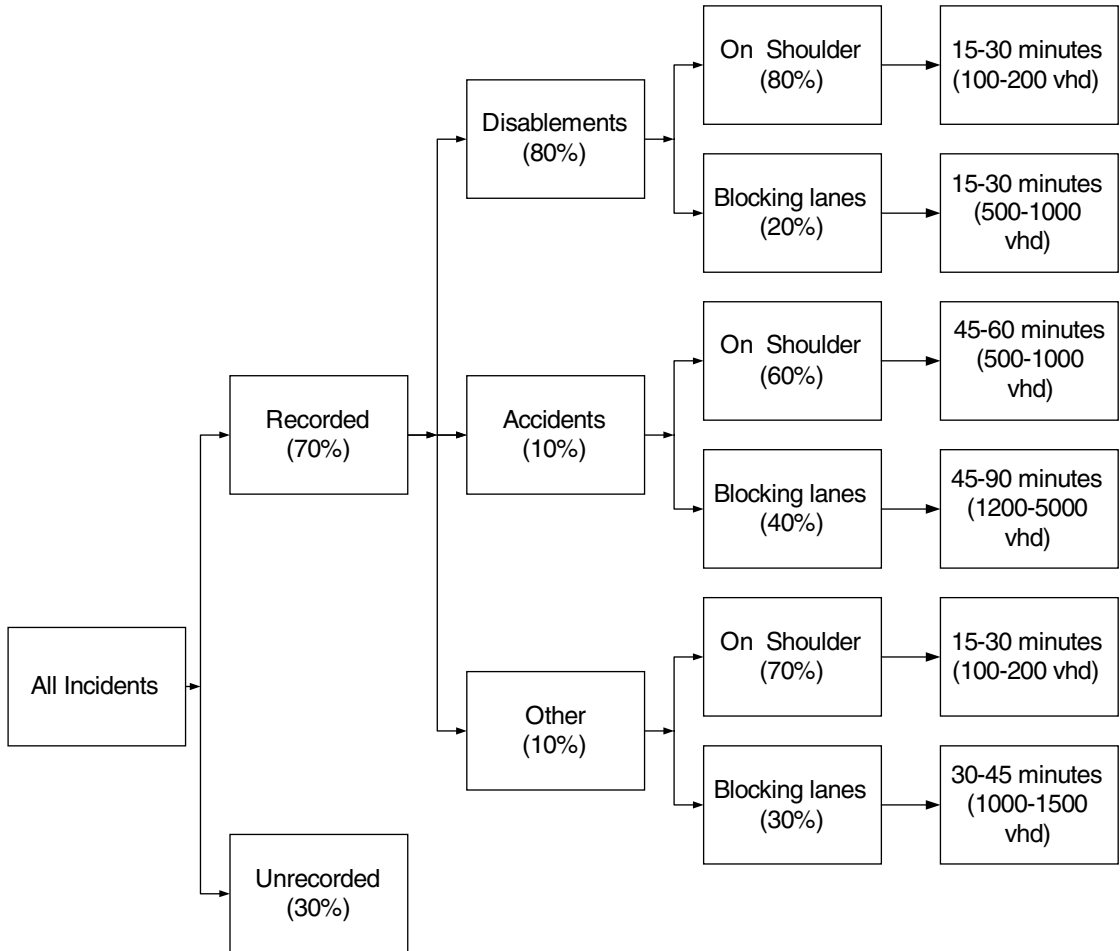 All Incidents
Recorded
(70%)
Unrecorded
(30%)
Disablements
(80%)
Accidents
(10%)
Other
(10%)
On Shoulder
(80%)
Blocking lanes
(20%)
On Shoulder
(60%)
Blocking lanes
(40%)
On Shoulder
(70%)
Blocking lanes
(30%)
15-30 minutes
(100-200 vhd)
15-30 minutes
(500-1000
vhd)
45-60 minutes
(500-1000
vhd)
45-90 minutes
(1200-5000
vhd)
15-30 minutes
(100-200 vhd)
30-45 minutes
(1000-1500
vhd)